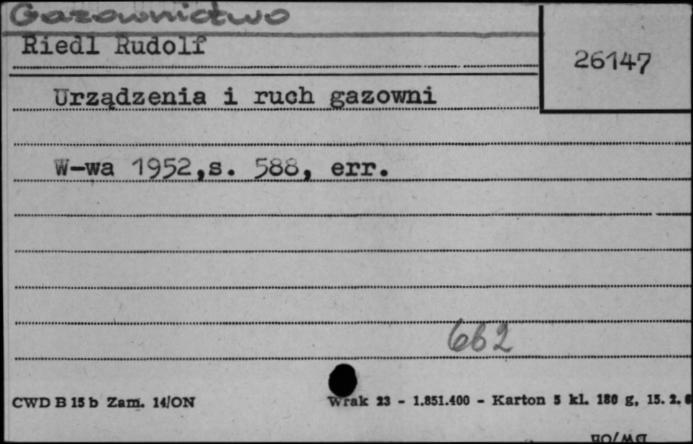 Gazownictwo
Riedl Rudolf
26147
Urządzenia i ruch gazowni
W-wa 1952,s. 588, err.
662
CWD B 15 b Zam. 14/ON
Wrak 23 - 1.851.400 - Karton 5 kl. 180 g, 15. 2. 6